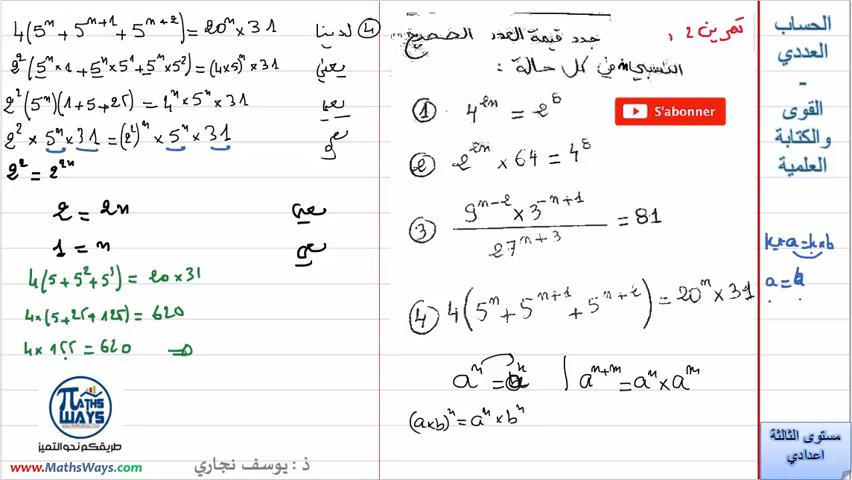 الحساب
العددي
-
القوى
والكتابة
العلمية
تمرين 2 :
حدد قيمة العدد الصحيح
النسبي n في كل حالة :
① 4^{2n} = 2^8
② 2^{2n} × 64 = 4^8
③ \frac{9^{n-2} × 3^{-n+1}}{27^{n+3}} = 81
④ 4(5^n + 5^{n+1} + 5^{n+2}) = 20^n × 31
a^n = a^n | a^{n+m} = a^n × a^m
(a×b)^n = a^n × b^n
S'abonner
④ لدينا 4(5^n + 5^{n+1} + 5^{n+2}) = 20^n × 31
يعني 2^2(5^n×1 + 5^n×5^1 + 5^n×5^2) = (4×5)^n × 31
2^2(5^n)(1+5+25) = 4^n × 5^n × 31
2^2 × 5^n × 31 = (2^2)^n × 5^n × 31
2^2 = 2^{2n}
2 = 2n
1 = n
4(5+5^2+5^3) = 20×31
4×(5+25+125) = 620
4×155 = 620
k×a=k×b
a = b
π
MATHS
WAYS
طريقكم نحو التميز
www.MathsWays.com
ذ : يوسف نجاري
مستوى الثالثة
اعدادي